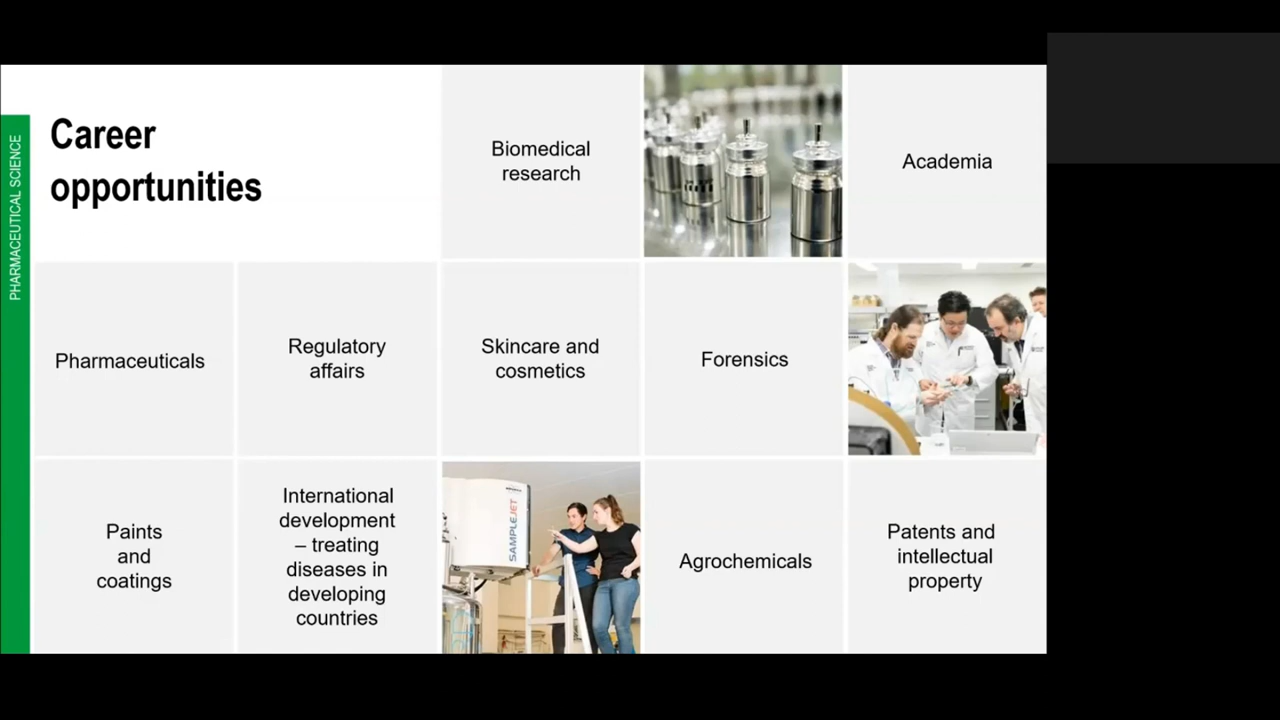 Career
opportunities
PHARMACEUTICAL SCIENCE
Biomedical
research
Academia
Pharmaceuticals
Regulatory
affairs
Skincare and
cosmetics
Forensics
Paints
and
coatings
International
development
– treating
diseases in
developing
countries
SAMPLEJET
Agrochemicals
Patents and
intellectual
property